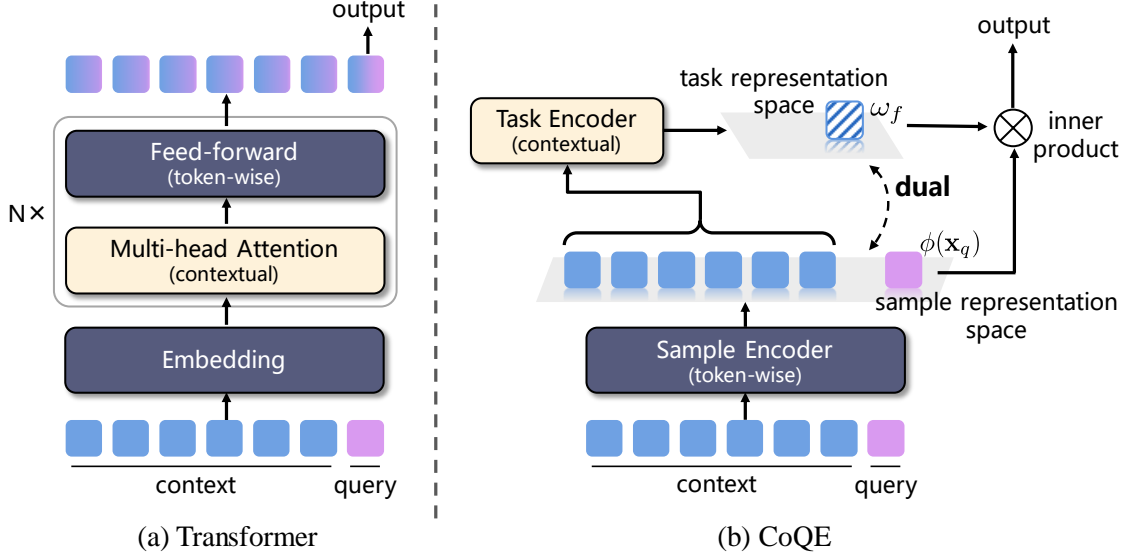 output
Feed-forward
(token-wise)
N×
Multi-head Attention
(contextual)
Embedding
context
query
(a) Transformer
output
task representation
space
ω_f
Task Encoder
(contextual)
inner
product
dual
ϕ(x_q)
sample representation
space
Sample Encoder
(token-wise)
context
query
(b) CoQE